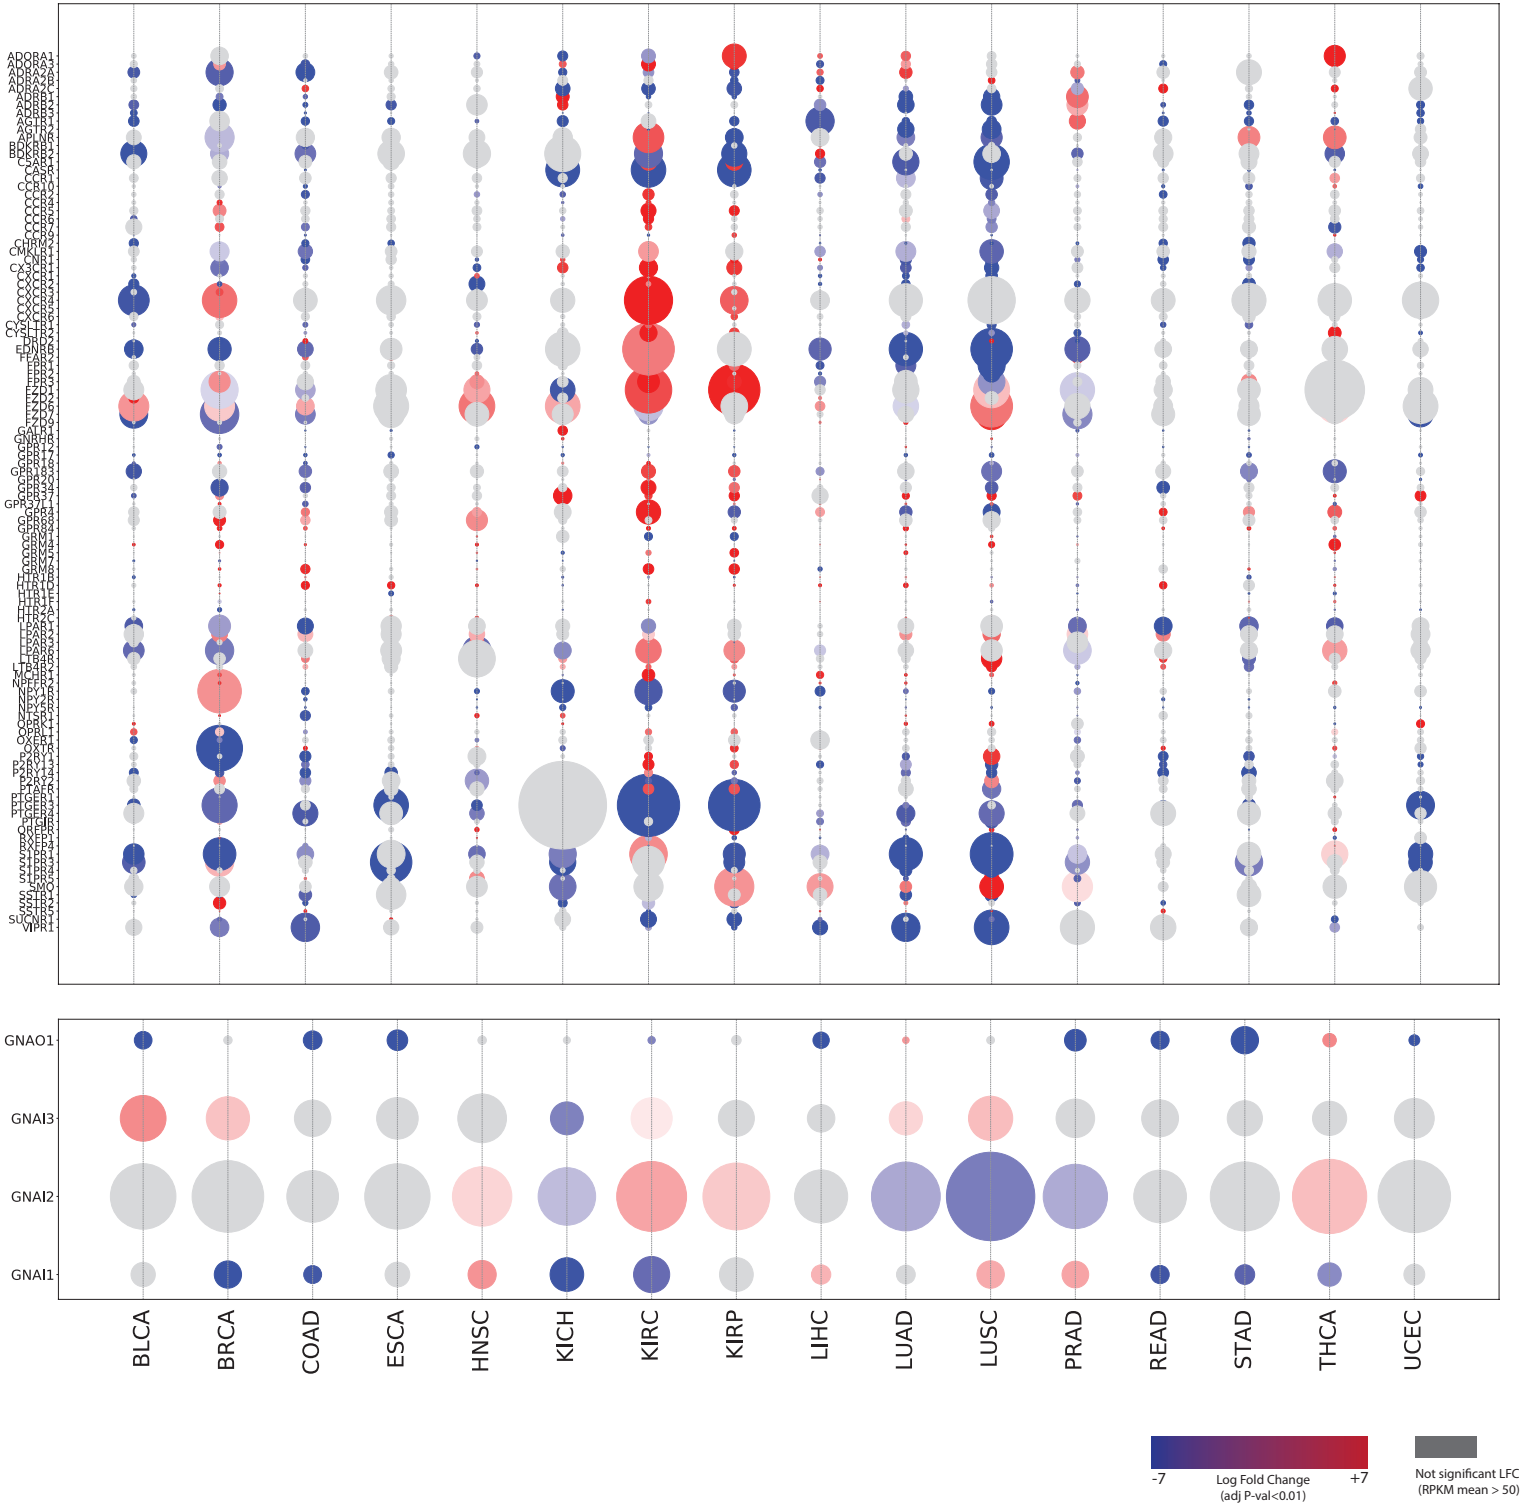 ADORA1
ADORA3
ADRA2A
ADRA2B
ADRA2C
ADRB1
ADRB2
ADRB3
AGTR1
AGTR2
APLNR
BDKRB1
BDKRB2
C5AR1
CASR
CCR1
CCR10
CCR2
CCR4
CCR5
CCR6
CCR7
CCR9
CHRM2
CMKLR1
CNR1
CX3CR1
CXCR1
CXCR2
CXCR3
CXCR4
CXCR5
CXCR6
CYSLTR1
CYSLTR2
DRD2
EDNRB
FFAR2
FPR1
FPR2
FPR3
FZD1
FZD2
FZD6
FZD7
FZD9
GALR1
GNRHR
GPR12
GPR17
GPR18
GPR183
GPR20
GPR34
GPR37
GPR37L1
GPR4
GPR68
GPR84
GRM1
GRM4
GRM5
GRM7
GRM8
HTR1B
HTR1D
HTR1E
HTR1F
HTR2A
HTR2C
LPAR1
LPAR2
LPAR3
LPAR6
LTB4R
LTB4R2
MCHR1
NPFFR2
NPY1R
NPY2R
NPY5R
NTSR1
OPRK1
OPRL1
OXER1
OXTR
P2RY1
P2RY13
P2RY14
P2RY2
PTAFR
PTGER1
PTGER3
PTGER4
PTGIR
QRFPR
RXFP1
RXFP4
S1PR1
S1PR3
S1PR4
S1PR5
SMO
SSTR1
SSTR2
SSTR5
SUCNR1
VIPR1
GNAO1
GNAI3
GNAI2
GNAI1
BLCA
BRCA
COAD
ESCA
HNSC
KICH
KIRC
KIRP
LIHC
LUAD
LUSC
PRAD
READ
STAD
THCA
UCEC
-7 Log Fold Change +7
(adj P-val<0.01)
Not significant LFC
(RPKM mean > 50)